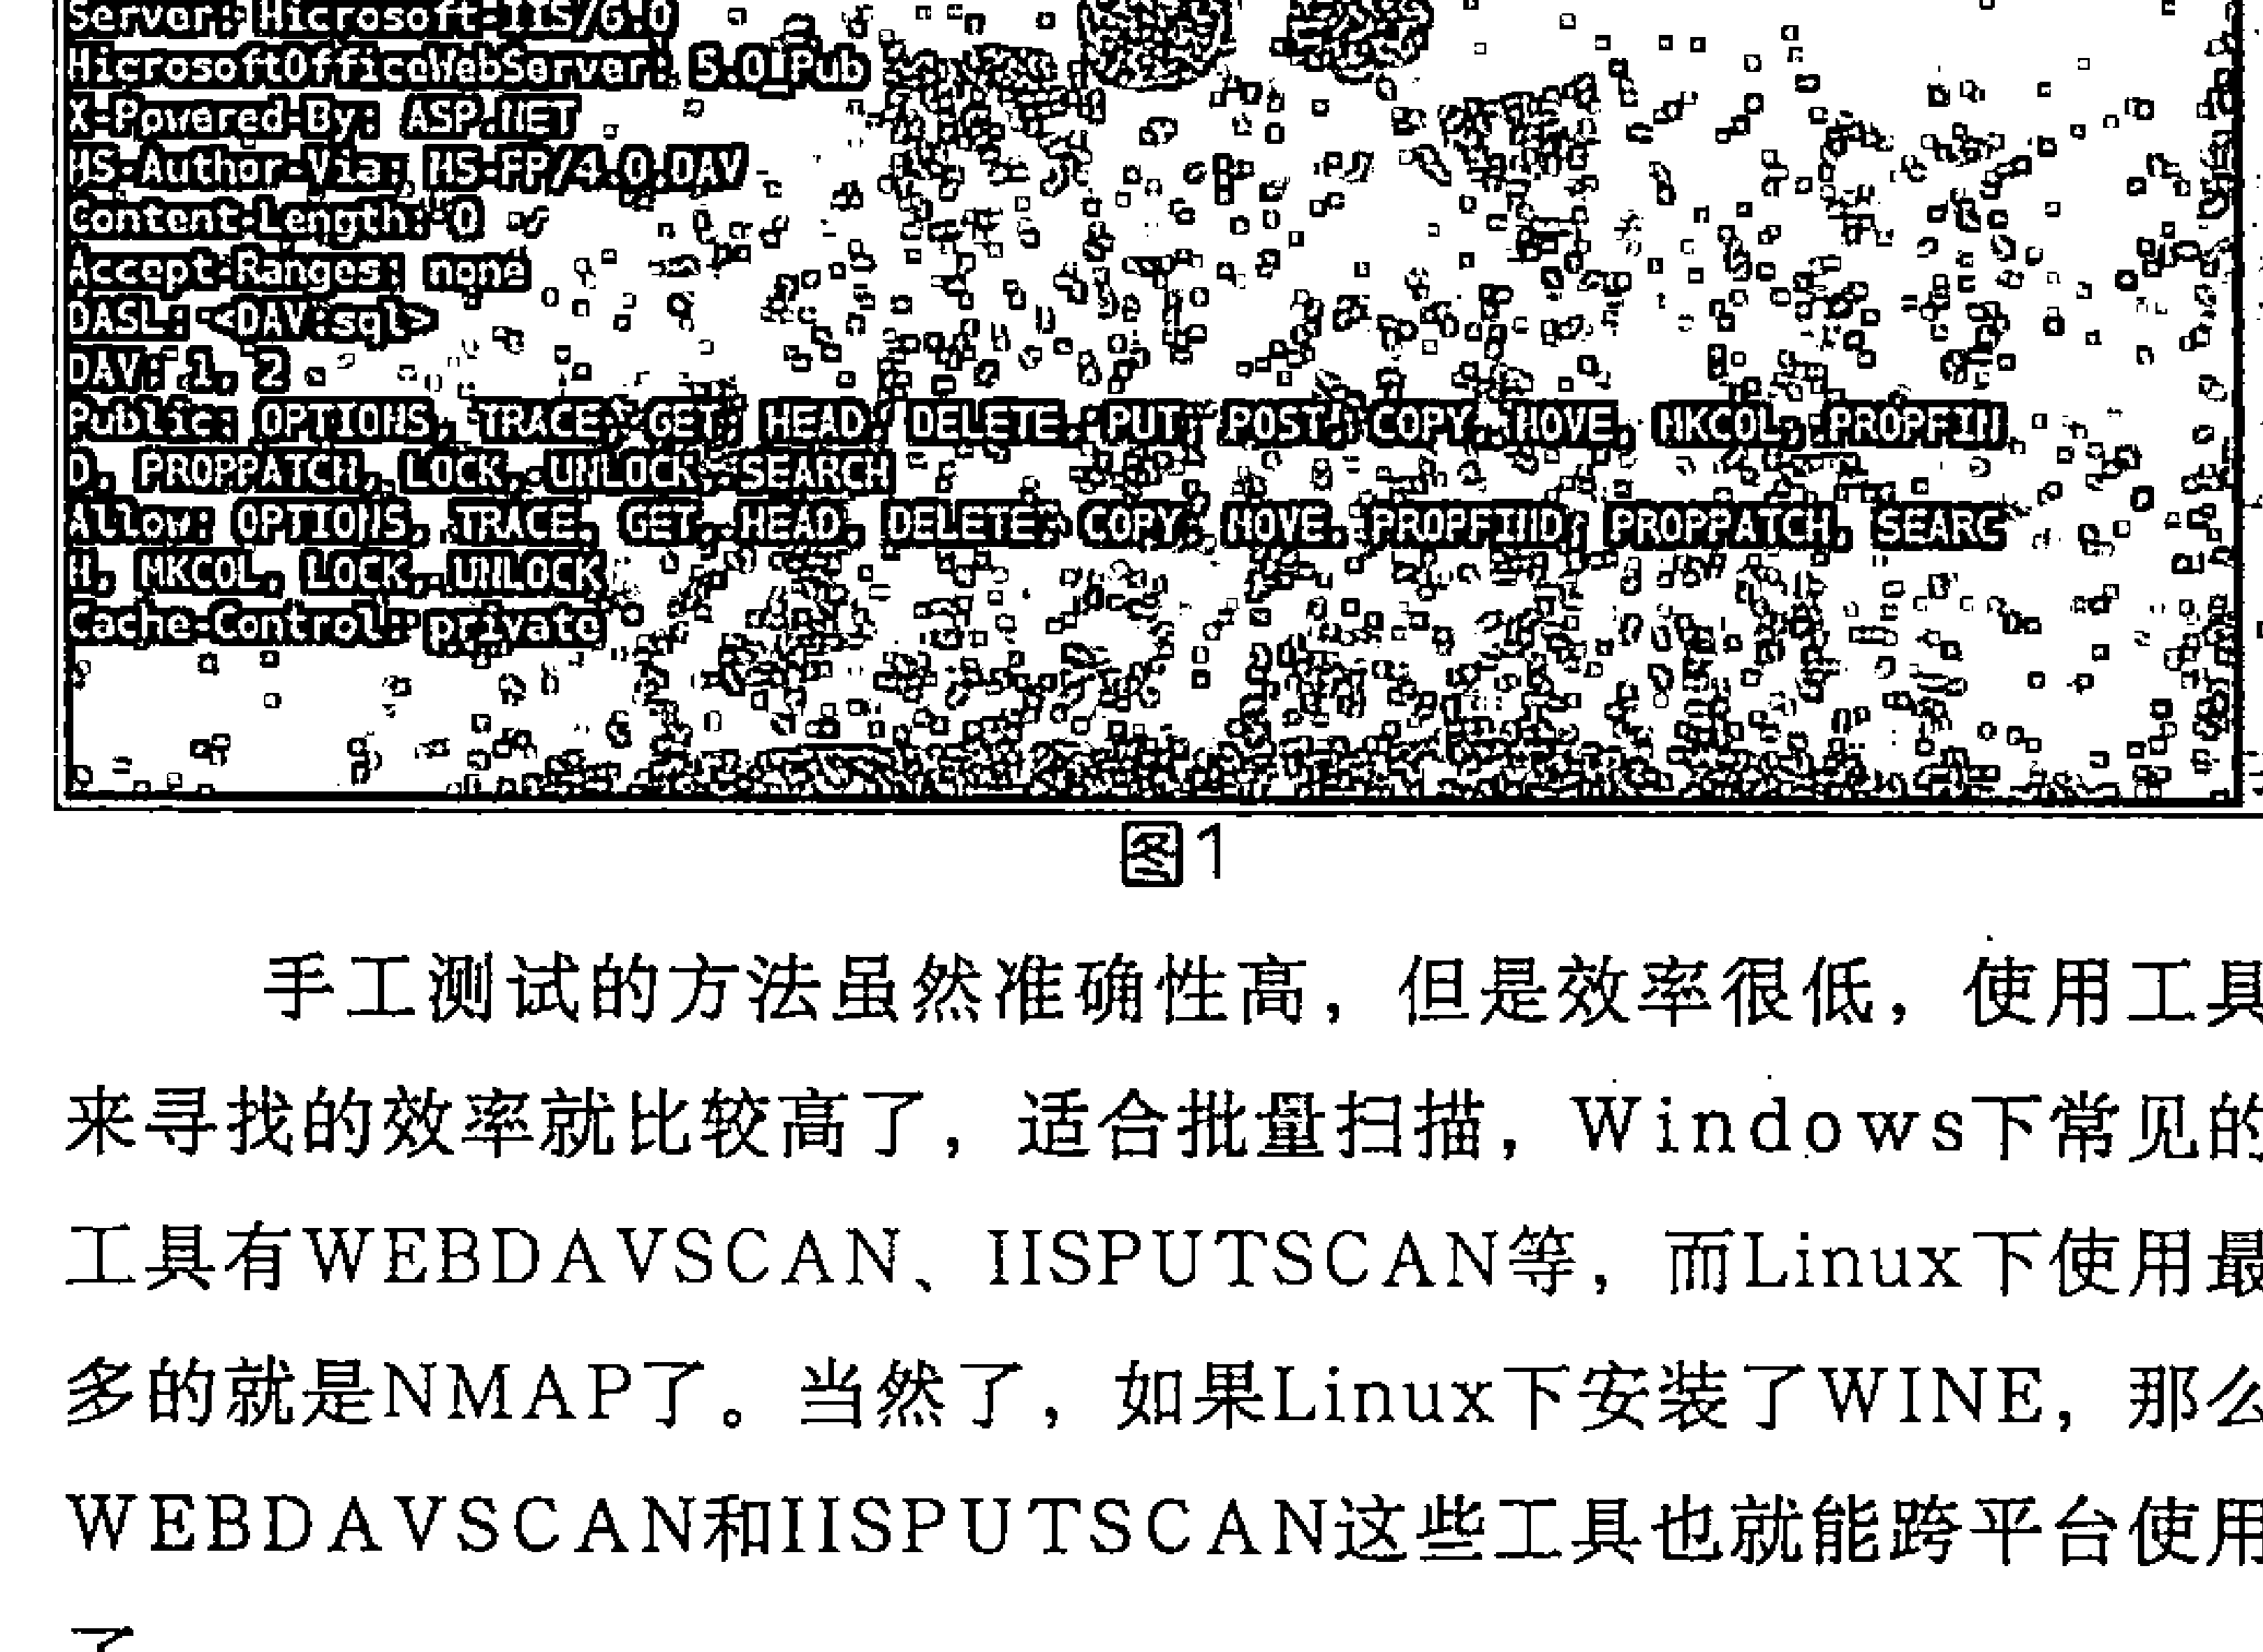 Server: Microsoft-IIS/6.0
MicrosoftOfficeWebServer: 5.0_Pub
X-Powered-By: ASP.NET
MS-Author-Via: MS-FP/4.0,DAV
Content-Length: 0
Accept-Ranges: none
DASL: <DAV:sql>
DAV: 1, 2
Public: OPTIONS, TRACE, GET, HEAD, DELETE, PUT, POST, COPY, MOVE, MKCOL, PROPFIN
D, PROPPATCH, LOCK, UNLOCK, SEARCH
Allow: OPTIONS, TRACE, GET, HEAD, DELETE, COPY, MOVE, PROPFIND, PROPPATCH, SEARC
H, MKCOL, LOCK, UNLOCK
Cache-Control: private
图1
手工测试的方法虽然准确性高，但是效率很低，使用工具
来寻找的效率就比较高了，适合批量扫描，Windows下常见的
工具有WEBDAVSCAN、IISPUTSCAN等，而Linux下使用最
多的就是NMAP了。当然了，如果Linux下安装了WINE，那么
WEBDAVSCAN和IISPUTSCAN这些工具也就能跨平台使用
了